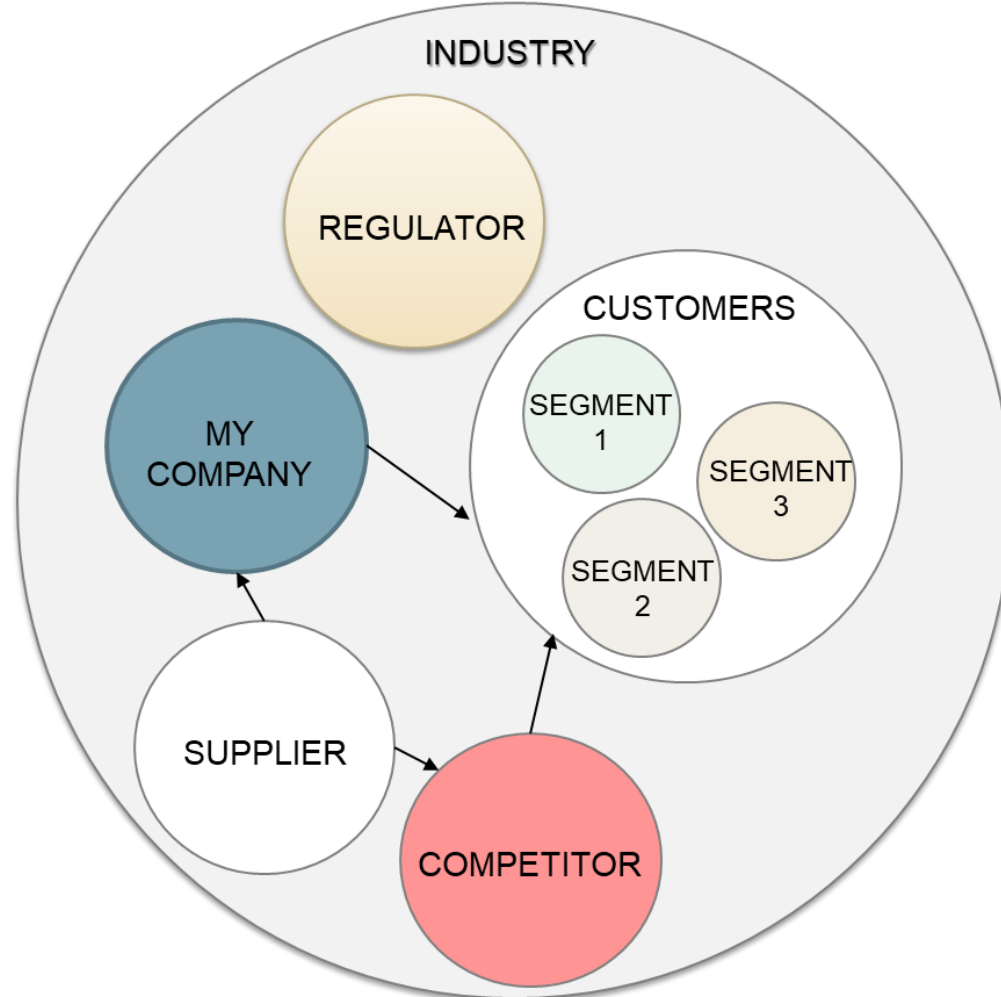 INDUSTRY
REGULATOR
CUSTOMERS
SEGMENT
1
SEGMENT
3
SEGMENT
2
MY
COMPANY
SUPPLIER
COMPETITOR